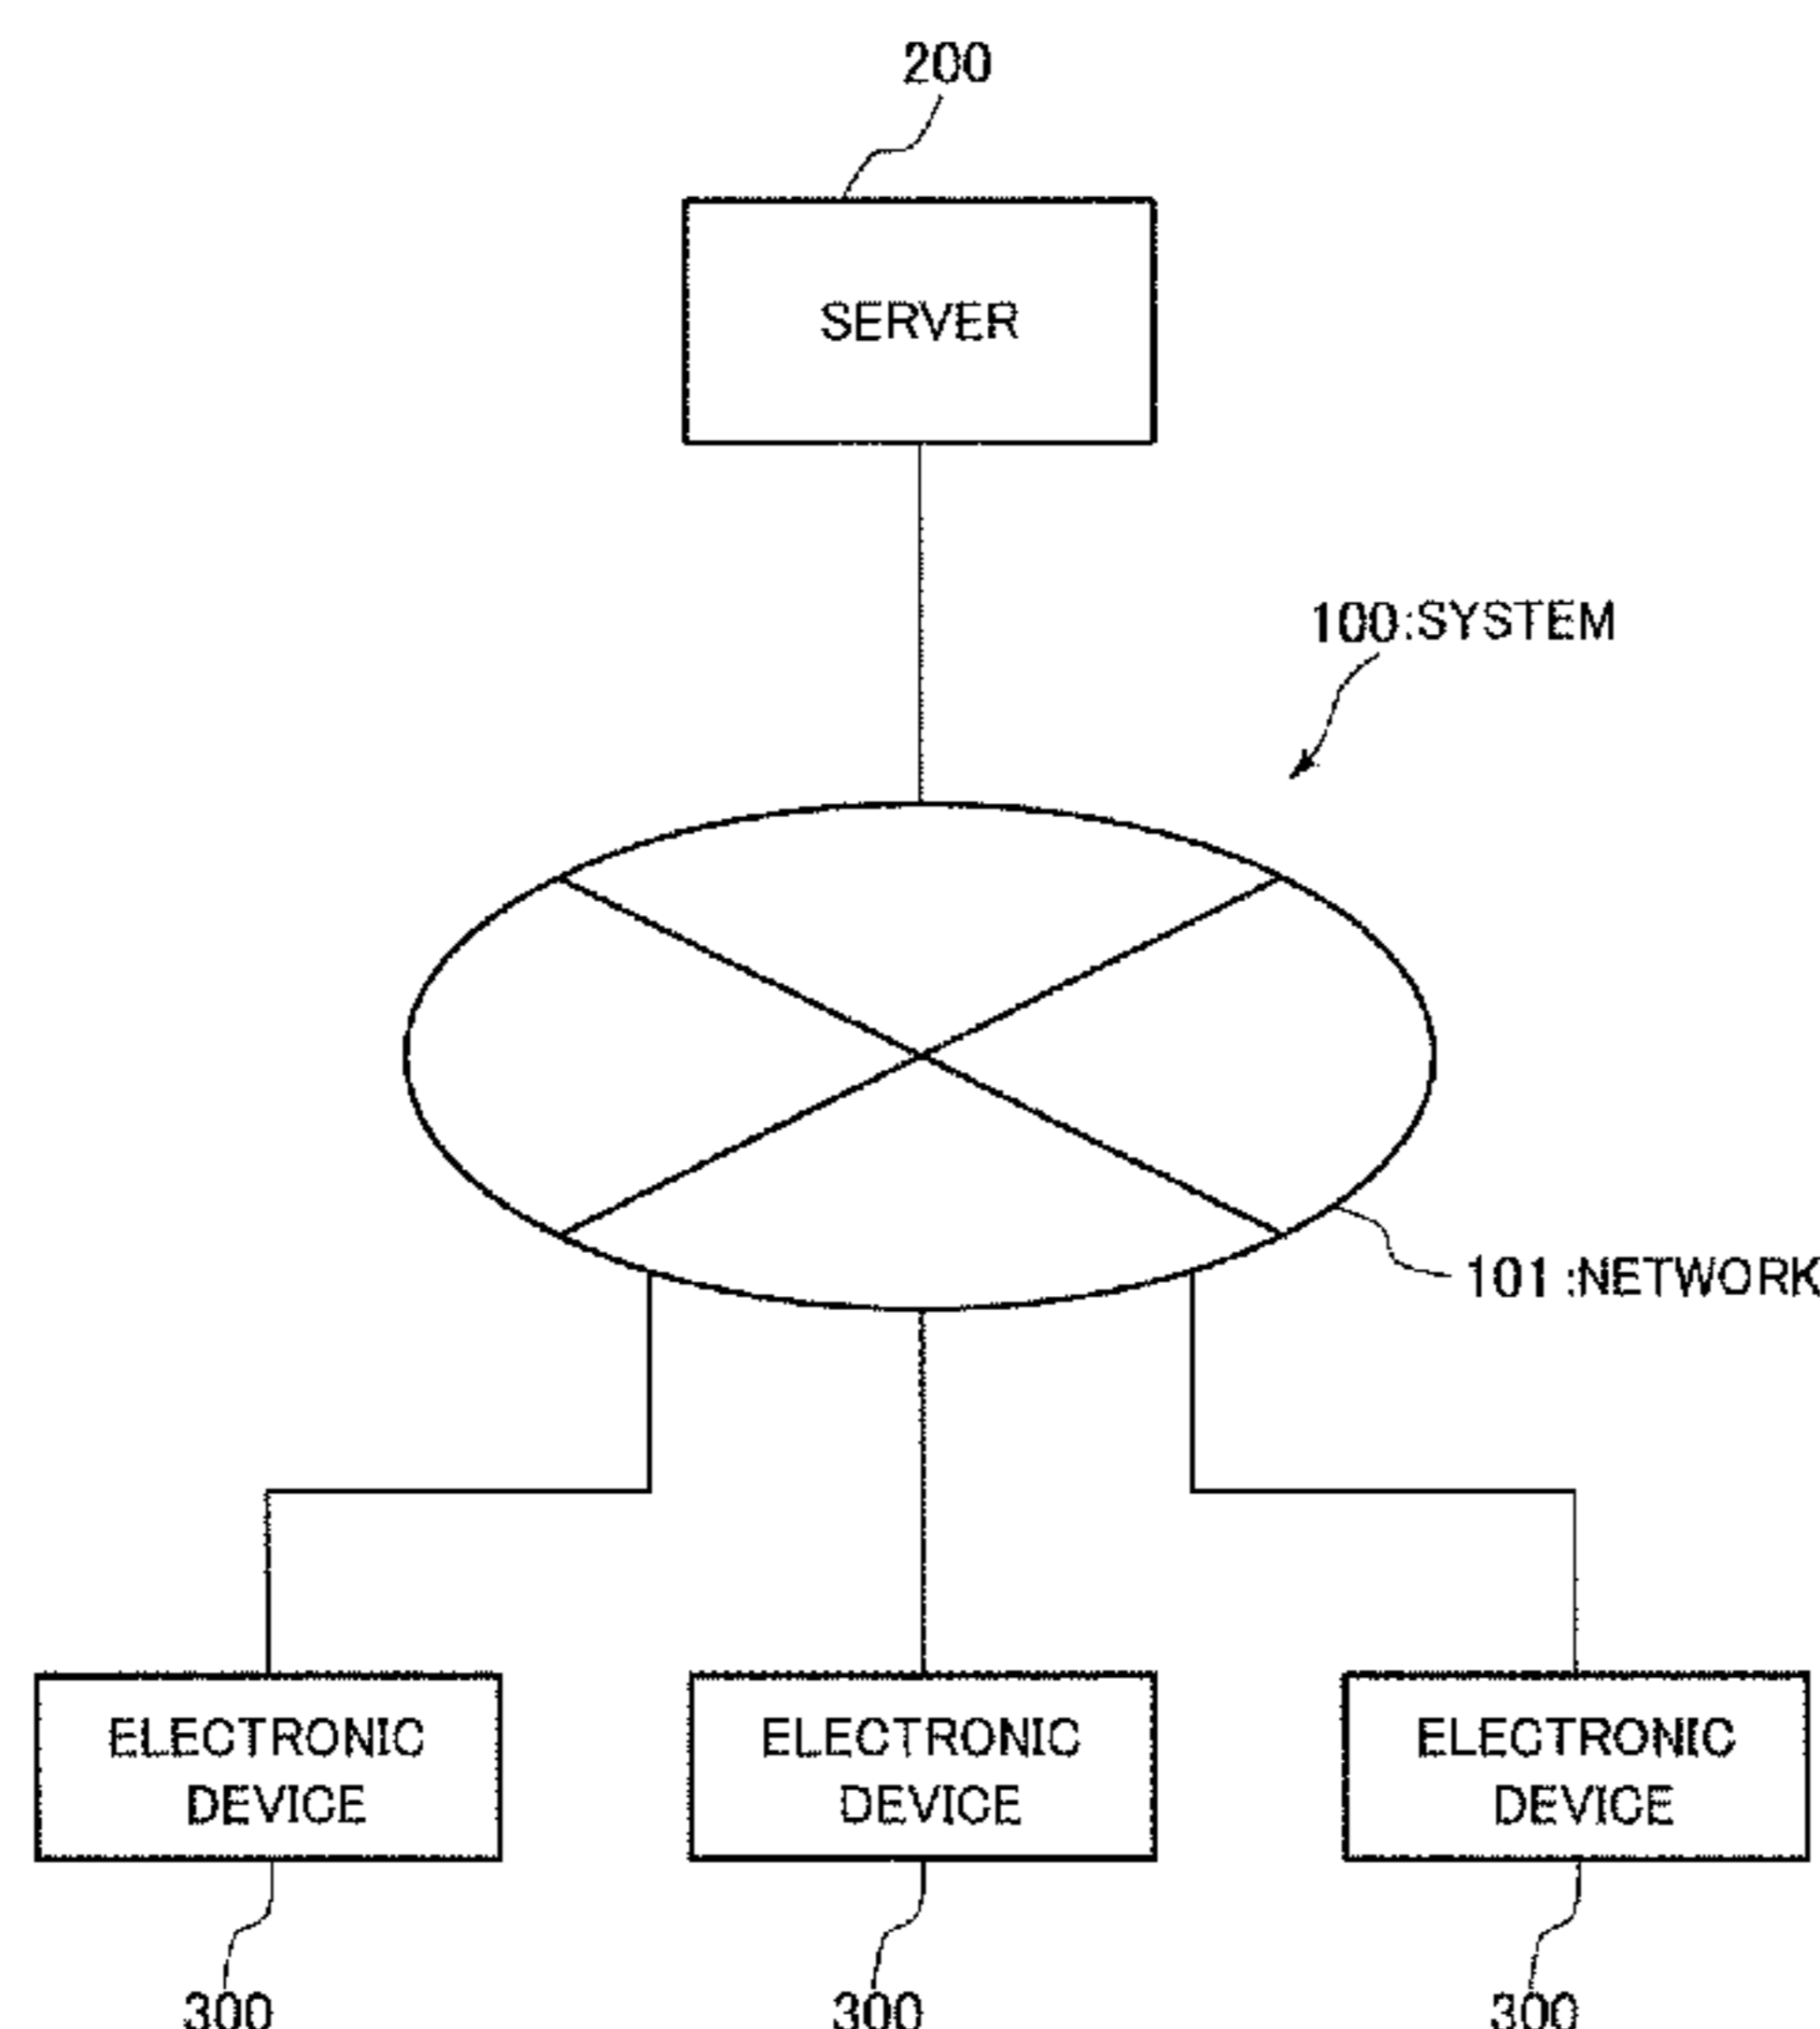 200
SERVER
100:SYSTEM
101:NETWORK
ELECTRONIC
DEVICE
ELECTRONIC
DEVICE
ELECTRONIC
DEVICE
300
300
300